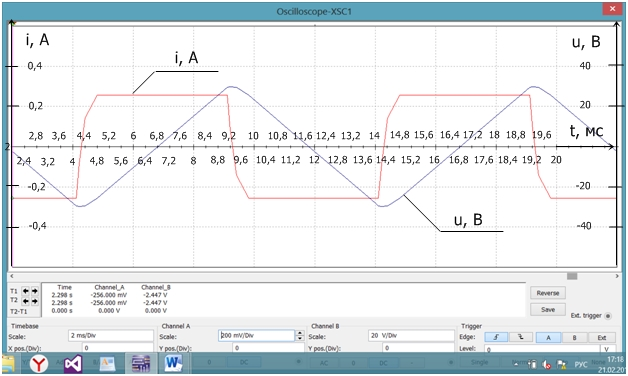 Oscilloscope-XSC1
i, A
u, B
i, A
0,4
40
0,2
20
2,8 3,6 4,4 5,2 6 6,8 7,6 8,4 9,2 10 10,8 11,6 12,4 13,2 14 14,8 15,6 16,4 17,2 18 18,8 19,6
t, мс
2,4 3,2 4 4,8 5,6 6,4 7,2 8 8,8 9,6 10,4 11,2 12 12,8 13,6 14,4 15,2 16 16,8 17,6 18,4 19,2 20
-0,2
-20
-0,4
u, B
-40
Time Channel_A Channel_B
T1 2.298 s -256.000 mV -2.447 V
T2 2.298 s -256.000 mV -2.447 V
T2-T1 0.000 s 0.000 V 0.000 V
Reverse
Save
Ext. trigger
Timebase Channel A Channel B Trigger
Scale: 2 ms/Div Scale: 200 mV/Div Scale: 20 V/Div Edge: A B Ext
X pos.(Div): 0 Y pos.(Div): 0 Y pos.(Div): 0 Level: 0 V
РУС
17:18
21.02.20